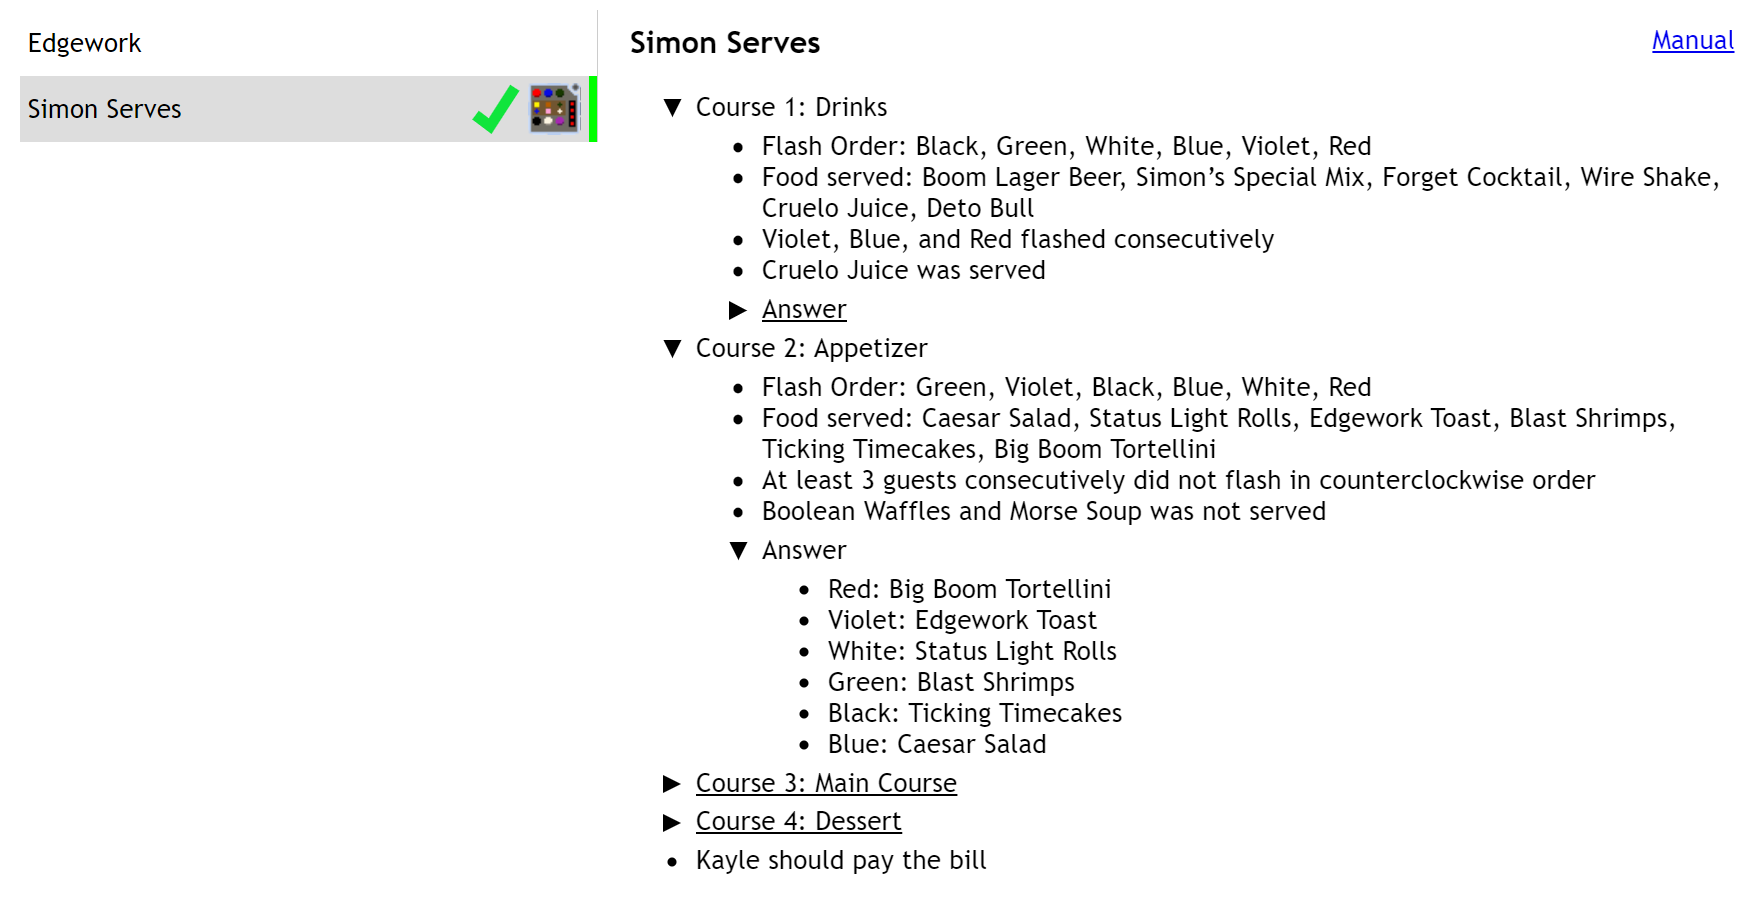 Edgework
Simon Serves
Simon Serves
Manual
▼ Course 1: Drinks
• Flash Order: Black, Green, White, Blue, Violet, Red
• Food served: Boom Lager Beer, Simon’s Special Mix, Forget Cocktail, Wire Shake,
Cruelo Juice, Deto Bull
• Violet, Blue, and Red flashed consecutively
• Cruelo Juice was served
▶ Answer
▼ Course 2: Appetizer
• Flash Order: Green, Violet, Black, Blue, White, Red
• Food served: Caesar Salad, Status Light Rolls, Edgework Toast, Blast Shrimps,
Ticking Timecakes, Big Boom Tortellini
• At least 3 guests consecutively did not flash in counterclockwise order
• Boolean Waffles and Morse Soup was not served
▼ Answer
• Red: Big Boom Tortellini
• Violet: Edgework Toast
• White: Status Light Rolls
• Green: Blast Shrimps
• Black: Ticking Timecakes
• Blue: Caesar Salad
▶ Course 3: Main Course
▶ Course 4: Dessert
• Kayle should pay the bill